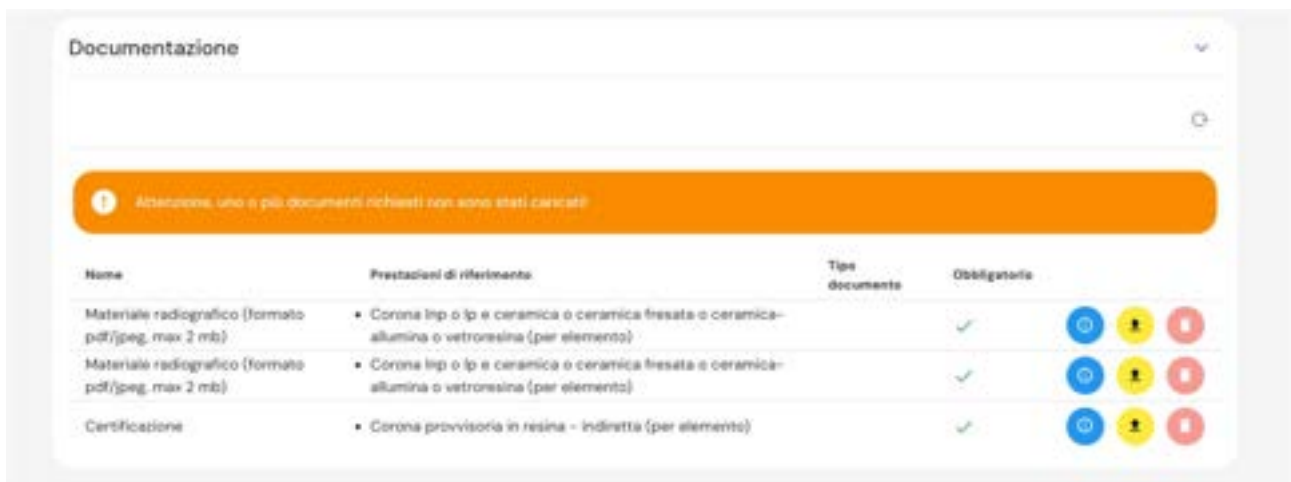 Documentazione
Attenzione, uno o più documenti richiesti non sono stati caricati!
Nome Prestazioni di riferimento Tipo documento Obbligatorio
Materiale radiografico (formato pdf/jpeg, max 2 mb)
• Corona lnp o lp e ceramica o ceramica fresata o ceramica-allumina o vetroresina (per elemento)
Materiale radiografico (formato pdf/jpeg, max 2 mb)
• Corona lnp o lp e ceramica o ceramica fresata o ceramica-allumina o vetroresina (per elemento)
Certificazione
• Corona provvisoria in resina - indiretta (per elemento)